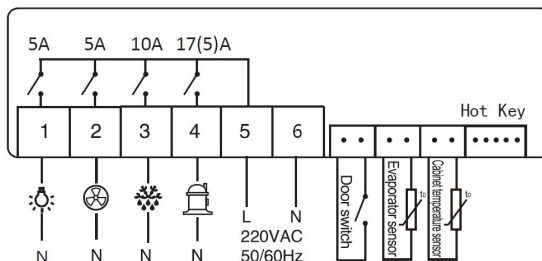 5A 5A 10A 17(5)A
Hot Key
1 2 3 4 5 6
Door switch
Evaporator sensor
t°
Cabinet temperature sensor
t°
L N
220VAC
50/60Hz
N N N N